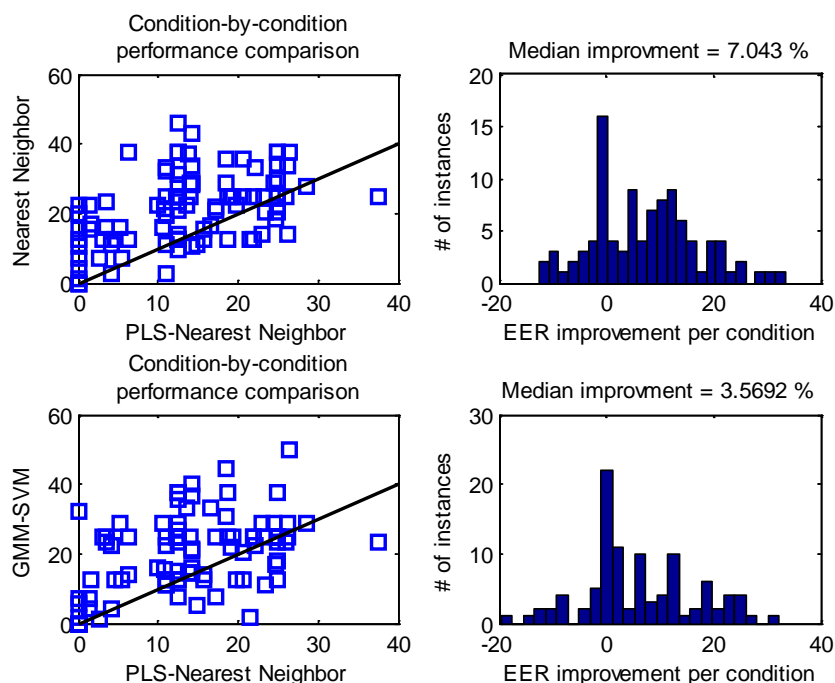 Condition-by-condition
performance comparison
60
40
20
0
0
10
20
30
40
Nearest Neighbor
PLS-Nearest Neighbor
Median improvment = 7.043 %
20
15
10
5
0
-20
0
20
40
# of instances
EER improvement per condition
Condition-by-condition
performance comparison
60
40
20
0
0
10
20
30
40
GMM-SVM
PLS-Nearest Neighbor
Median improvment = 3.5692 %
30
20
10
0
-20
0
20
40
# of instances
EER improvement per condition